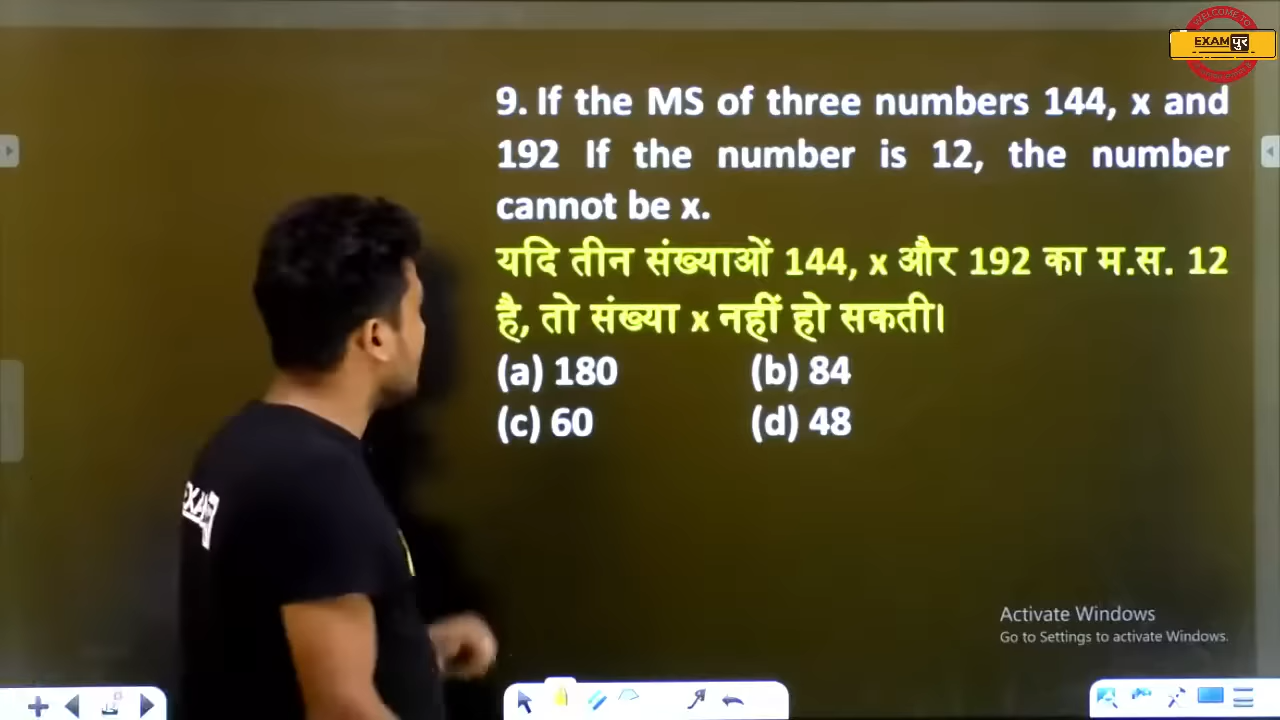 WELCOME TO
EXAMपुर
9. If the MS of three numbers 144, x and
192 If the number is 12, the number
cannot be x.
यदि तीन संख्याओं 144, x और 192 का म.स. 12
है, तो संख्या x नहीं हो सकती।
(a) 180 (b) 84
(c) 60 (d) 48
Activate Windows
Go to Settings to activate Windows.